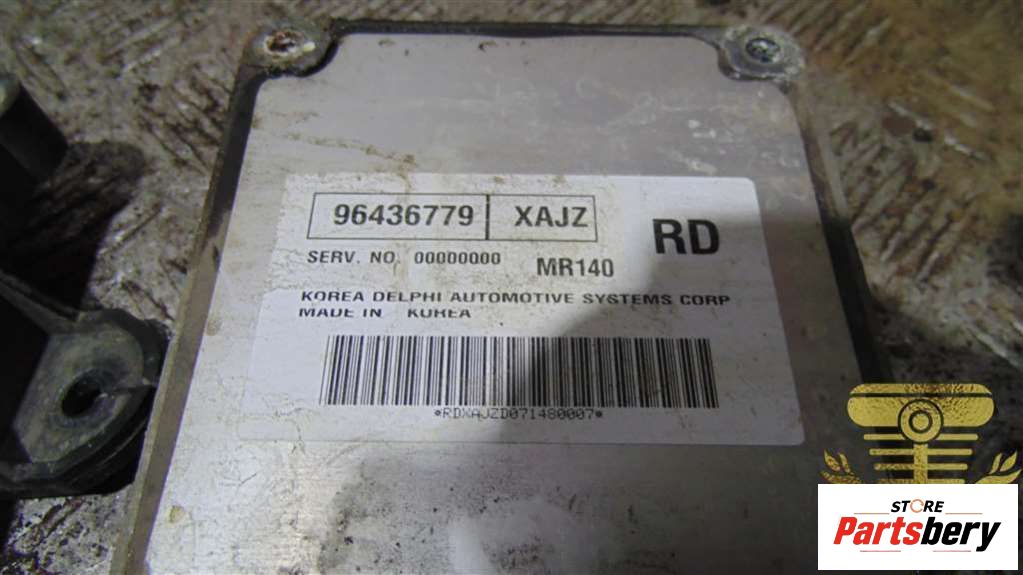 96436779 XAJZ
RD
SERV. NO. 00000000 MR140
KOREA DELPHI AUTOMOTIVE SYSTEMS CORP
MADE IN KOREA
*RDXAJZD071480007*
STORE
Partsbery